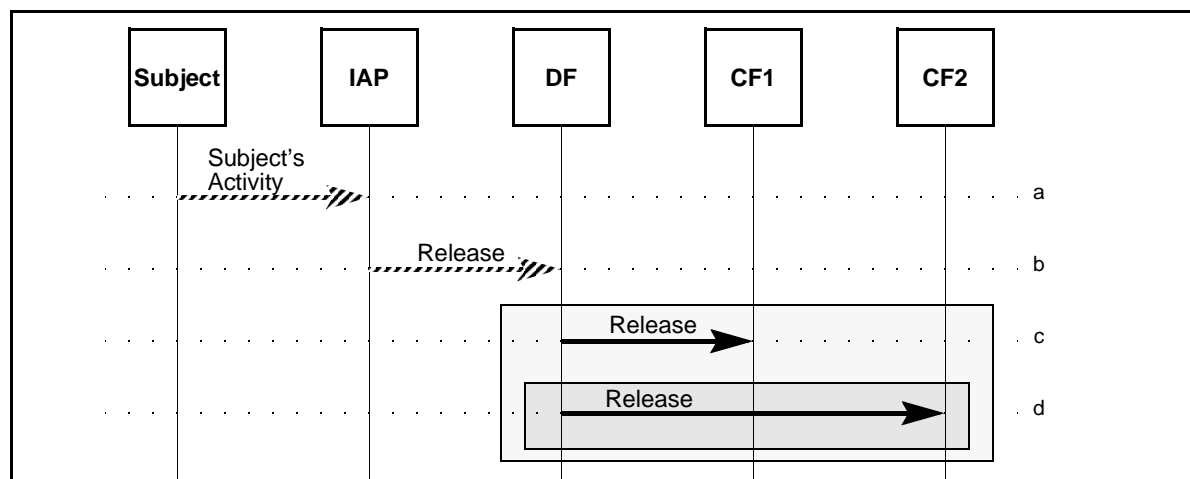 Subject IAP DF CF1 CF2
Subject's
Activity
a
Release
b
Release
c
Release
d